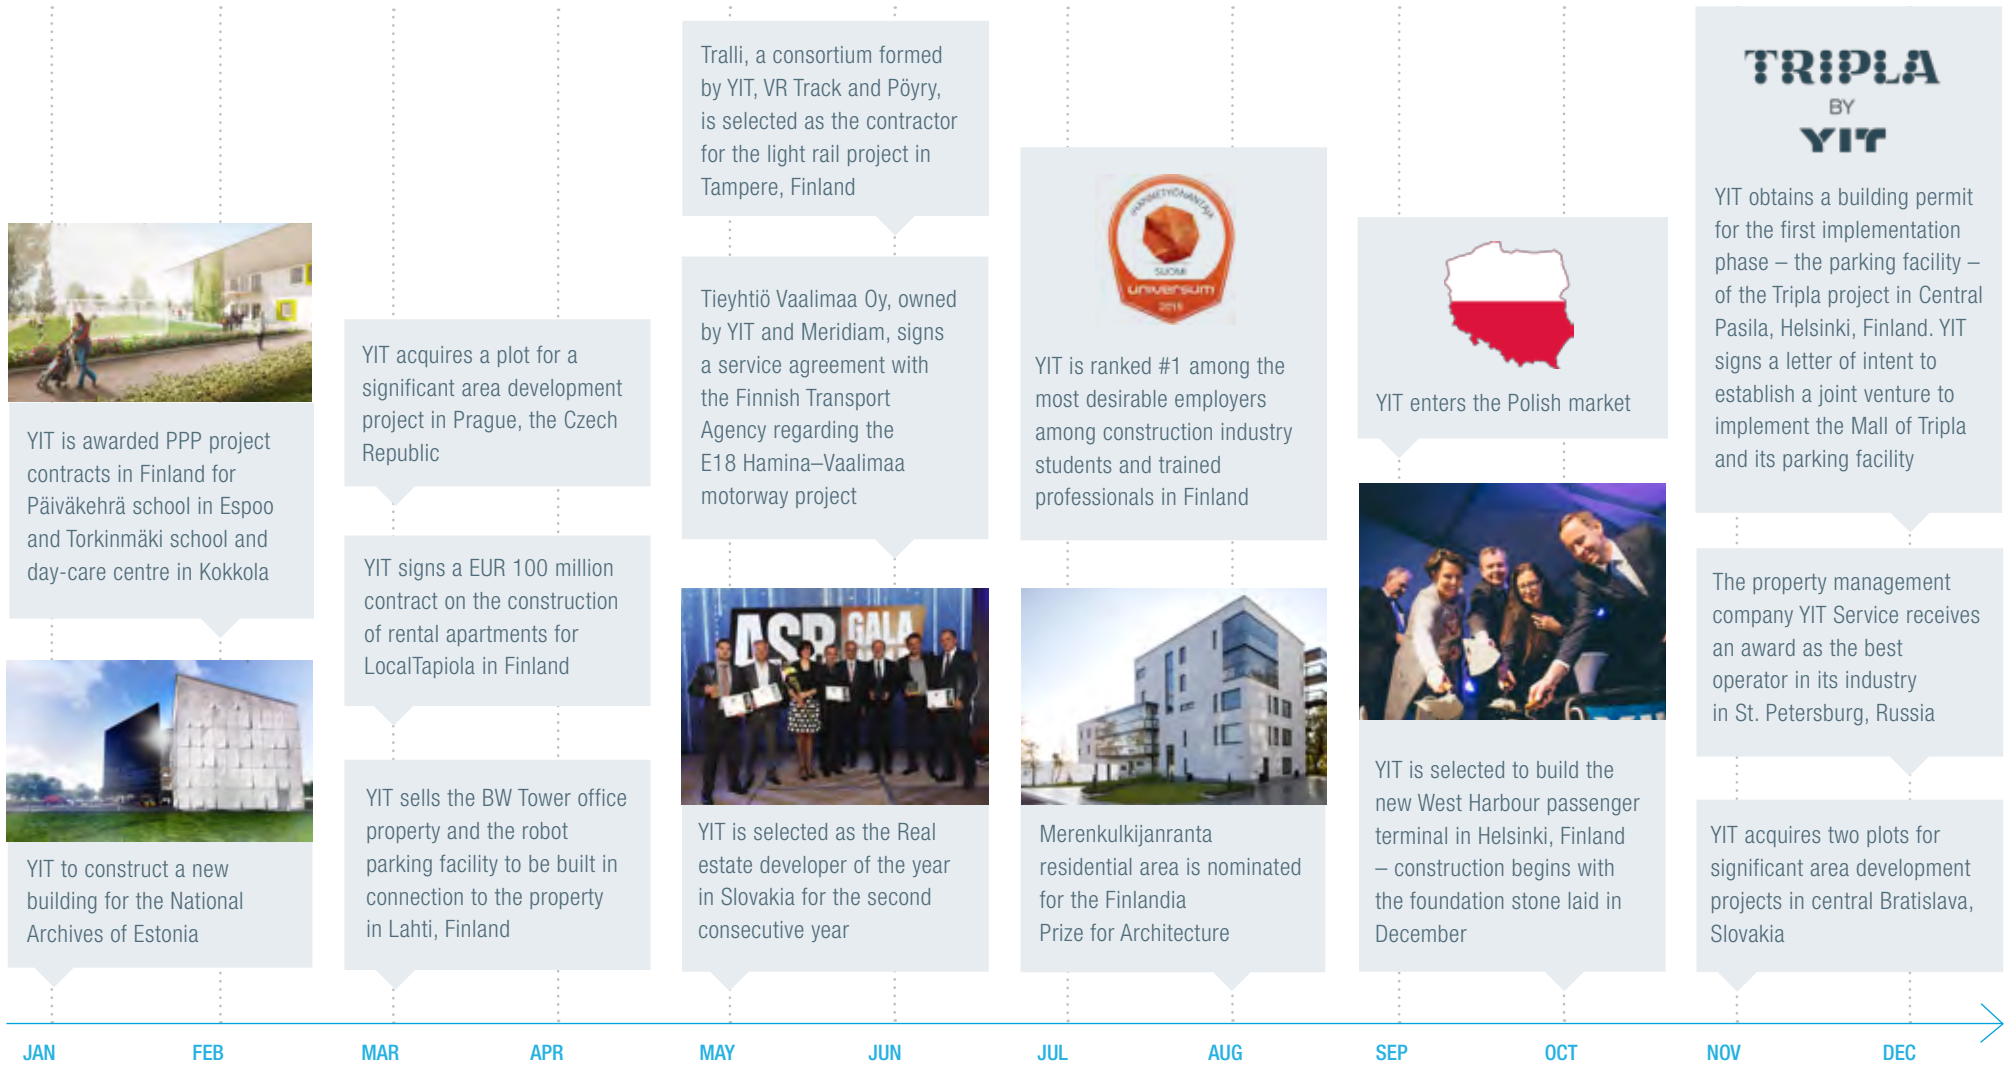 YIT is awarded PPP project
contracts in Finland for
Päiväkehrä school in Espoo
and Torkinmäki school and
day-care centre in Kokkola
YIT to construct a new
building for the National
Archives of Estonia
YIT acquires a plot for a
significant area development
project in Prague, the Czech
Republic
YIT signs a EUR 100 million
contract on the construction
of rental apartments for
LocalTapiola in Finland
YIT sells the BW Tower office
property and the robot
parking facility to be built in
connection to the property
in Lahti, Finland
Tralli, a consortium formed
by YIT, VR Track and Pöyry,
is selected as the contractor
for the light rail project in
Tampere, Finland
Tieyhtiö Vaalimaa Oy, owned
by YIT and Meridiam, signs
a service agreement with
the Finnish Transport
Agency regarding the
E18 Hamina–Vaalimaa
motorway project
ASB GALA
YIT is selected as the Real
estate developer of the year
in Slovakia for the second
consecutive year
IHANNETYÖNANTAJA
SUOMI
universum
2015
YIT is ranked #1 among the
most desirable employers
among construction industry
students and trained
professionals in Finland
Merenkulkijanranta
residential area is nominated
for the Finlandia
Prize for Architecture
YIT enters the Polish market
YIT is selected to build the
new West Harbour passenger
terminal in Helsinki, Finland
– construction begins with
the foundation stone laid in
December
TRIPLA
BY
YIT
YIT obtains a building permit
for the first implementation
phase – the parking facility –
of the Tripla project in Central
Pasila, Helsinki, Finland. YIT
signs a letter of intent to
establish a joint venture to
implement the Mall of Tripla
and its parking facility
The property management
company YIT Service receives
an award as the best
operator in its industry
in St. Petersburg, Russia
YIT acquires two plots for
significant area development
projects in central Bratislava,
Slovakia
JAN FEB MAR APR MAY JUN JUL AUG SEP OCT NOV DEC